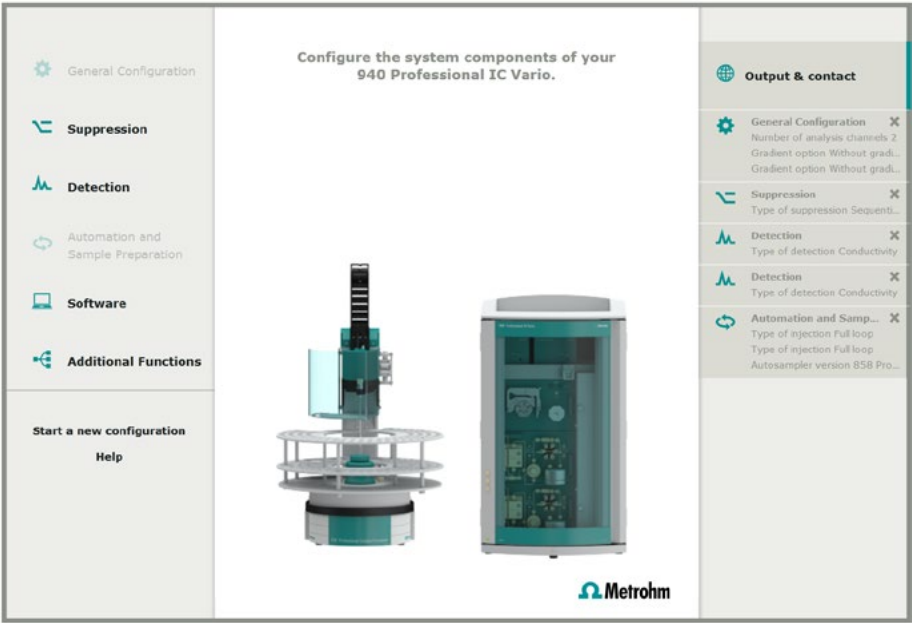 General Configuration
Suppression
Detection
Automation and
Sample Preparation
Software
Additional Functions
Start a new configuration
Help
Configure the system components of your
940 Professional IC Vario.
Metrohm
Output & contact
General Configuration
Number of analysis channels 2
Gradient option Without gradi...
Gradient option Without gradi...
Suppression
Type of suppression Sequenti...
Detection
Type of detection Conductivity
Detection
Type of detection Conductivity
Automation and Samp...
Type of injection Full loop
Type of injection Full loop
Autosampler version 858 Pro...